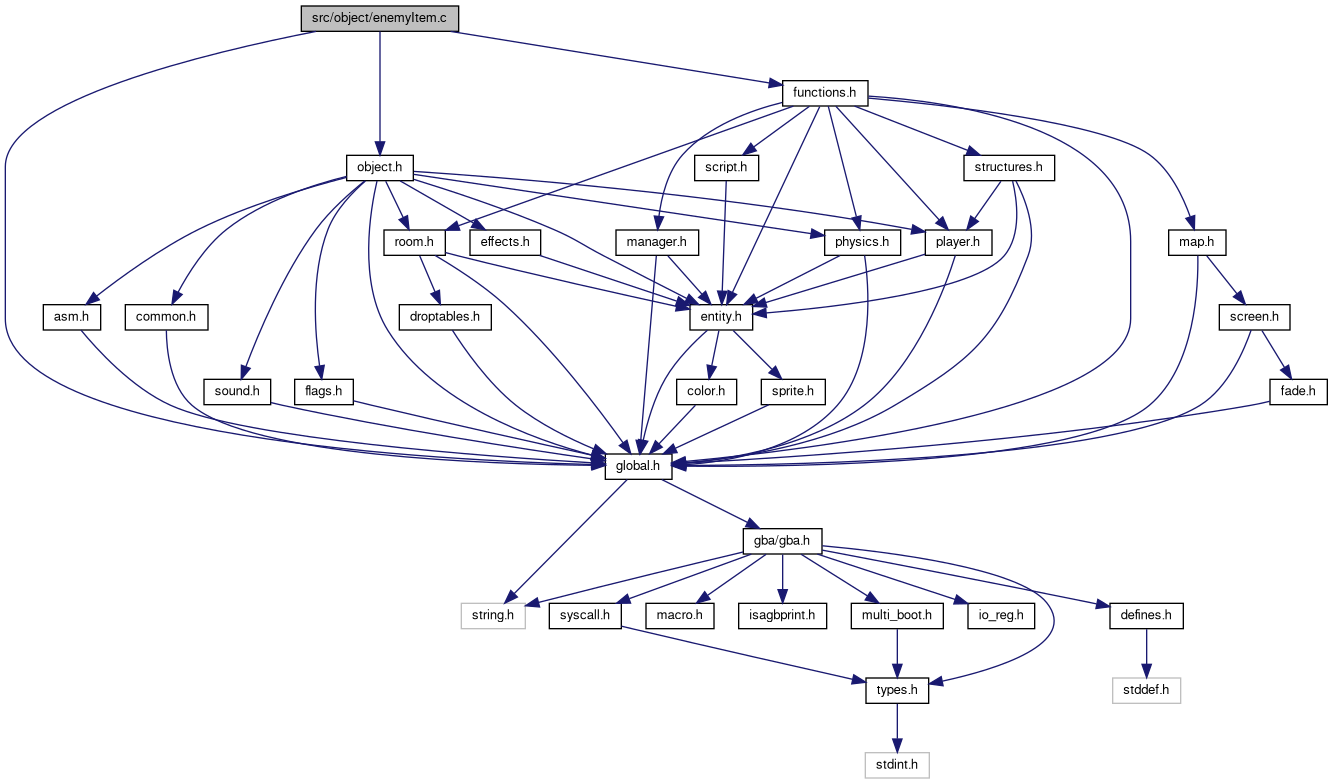 src/object/enemyItem.c
functions.h
object.h
script.h
structures.h
room.h
effects.h
manager.h
physics.h
player.h
map.h
asm.h
common.h
droptables.h
entity.h
screen.h
sound.h
flags.h
color.h
sprite.h
fade.h
global.h
gba/gba.h
string.h
syscall.h
macro.h
isagbprint.h
multi_boot.h
io_reg.h
defines.h
types.h
stddef.h
stdint.h